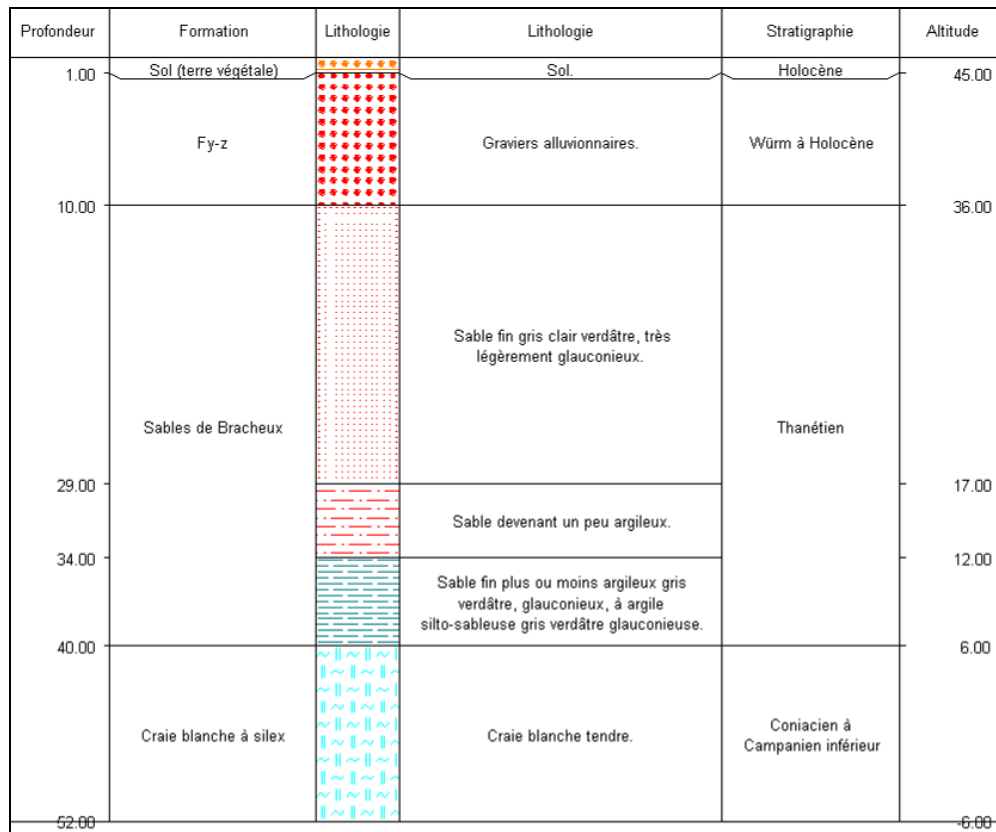 Profondeur Formation Lithologie Lithologie Stratigraphie Altitude
Sol (terre végétale) Sol. Holocène
1.00 45.00
Fy-z Graviers alluvionnaires. Würm à Holocène
10.00 36.00
Sable fin gris clair verdâtre, très
légèrement glauconieux.
Sables de Bracheux Thanétien
29.00 17.00
Sable devenant un peu argileux.
34.00 12.00
Sable fin plus ou moins argileux gris
verdâtre, glauconieux, à argile
silto-sableuse gris verdâtre glauconieuse.
40.00 6.00
Craie blanche à silex Craie blanche tendre. Coniacien à
Campanien inférieur
52.00 -6.00